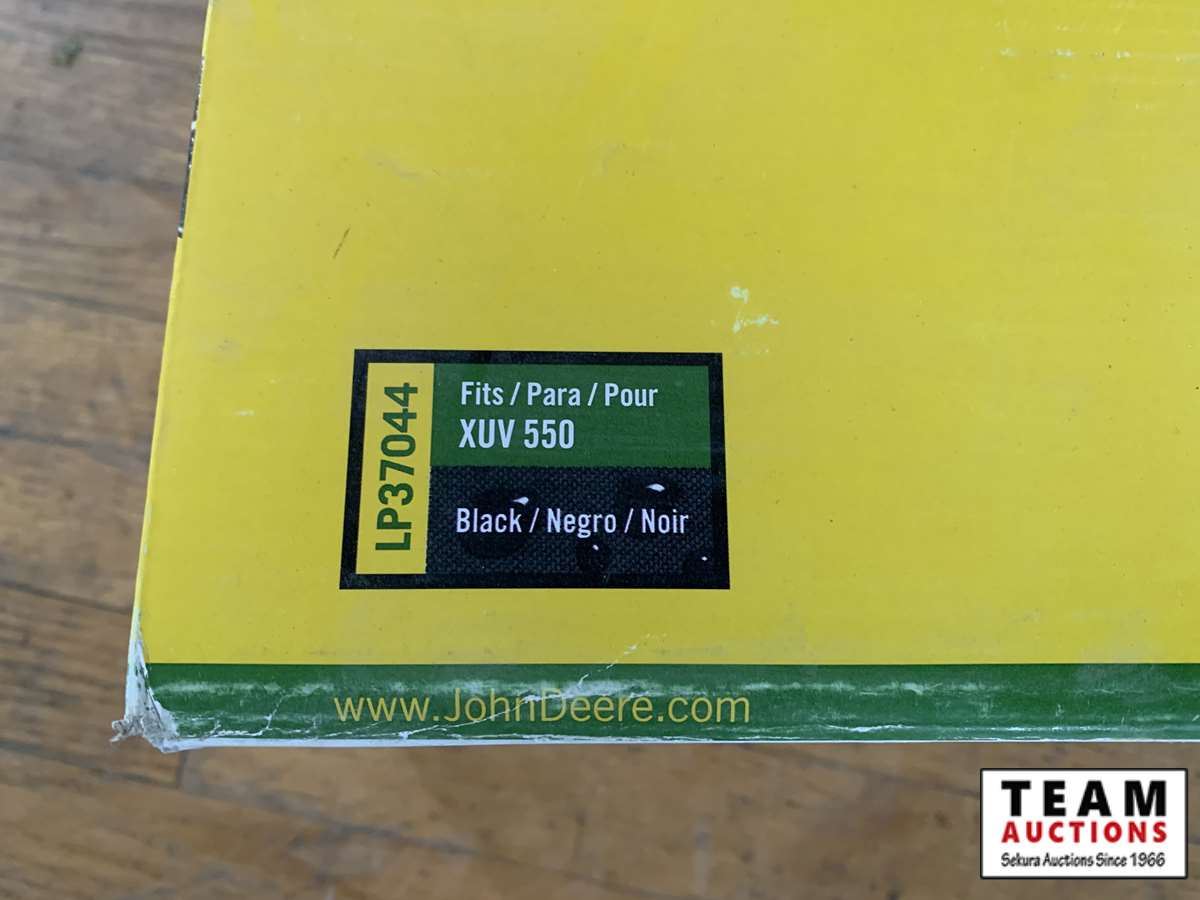 LP37044
Fits / Para / Pour
XUV 550
Black / Negro / Noir
www.JohnDeere.com
TEAM
AUCTIONS
Sekura Auctions Since 1966